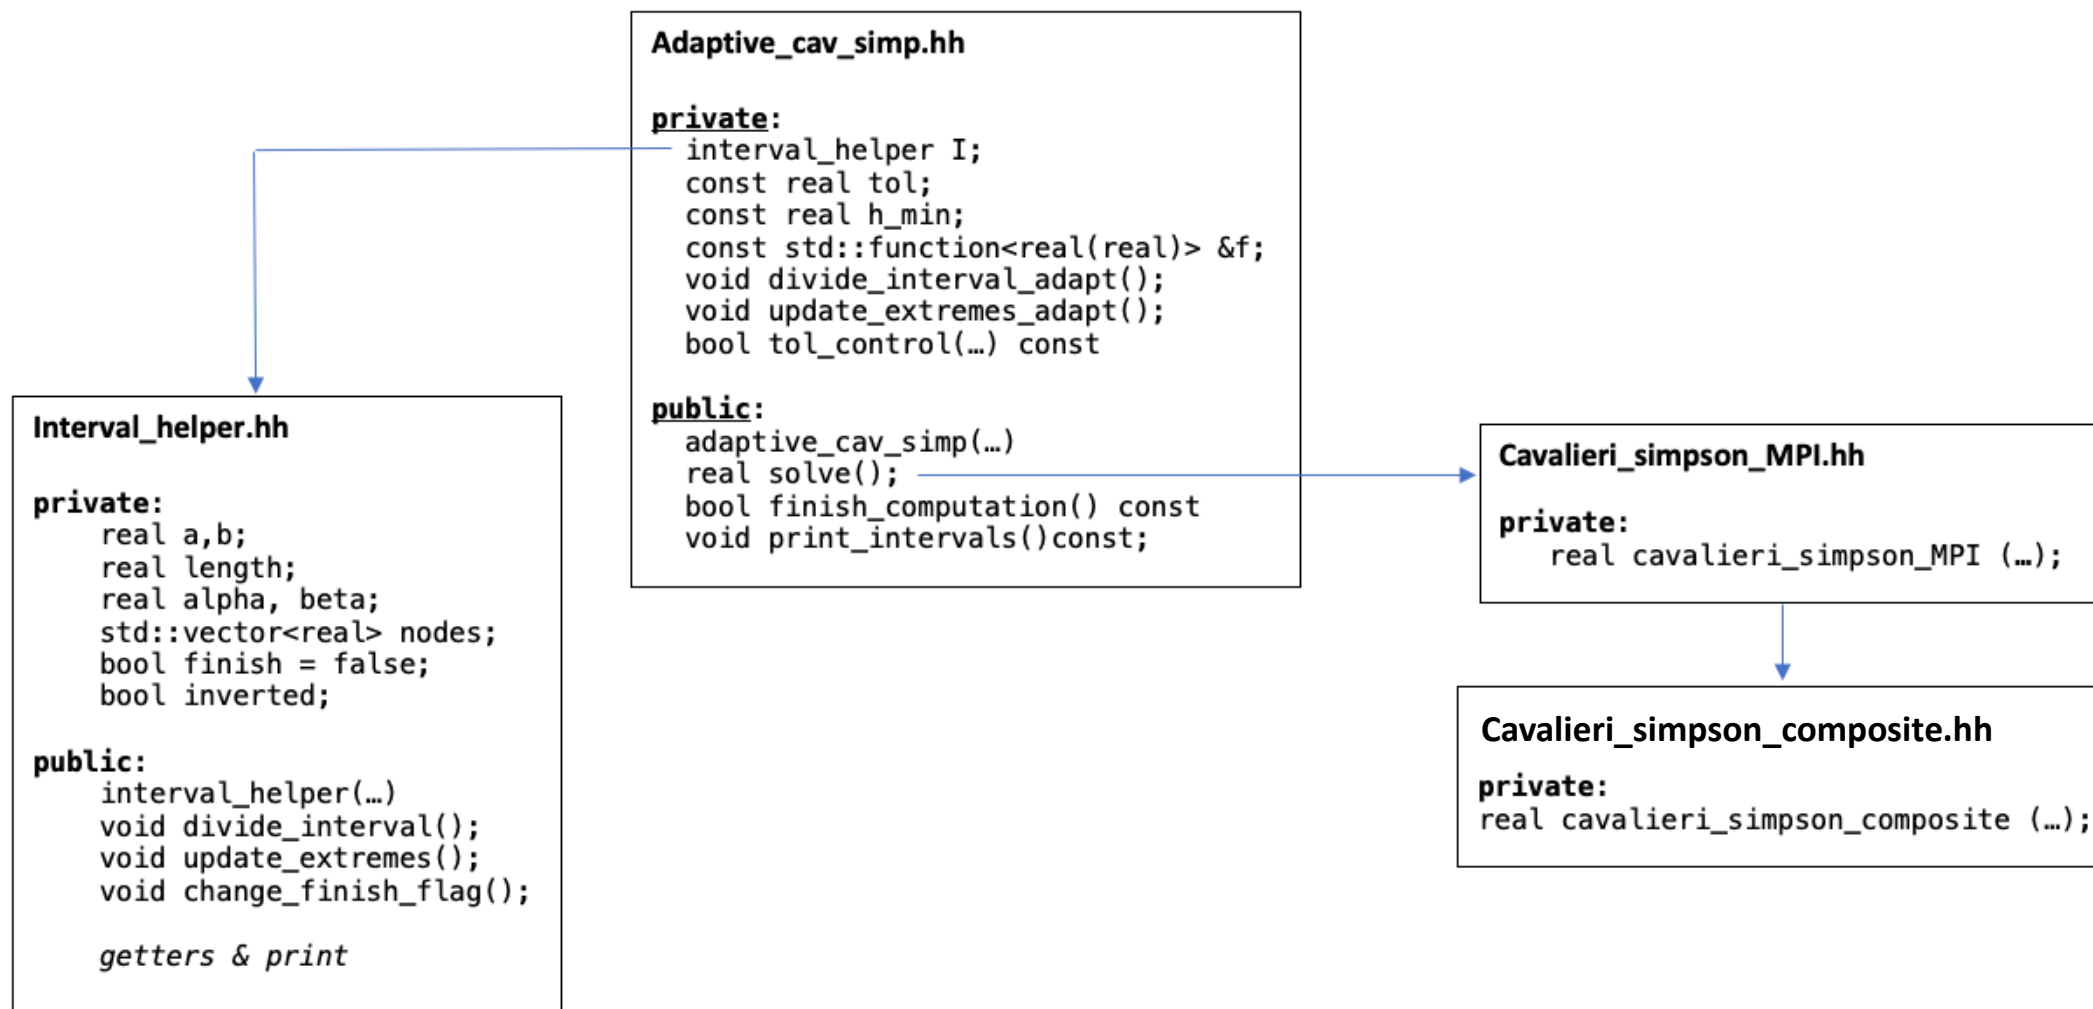 Adaptive_cav_simp.hh
private:
interval_helper I;
const real tol;
const real h_min;
const std::function<real(real)> &f;
void divide_interval_adapt();
void update_extremes_adapt();
bool tol_control(…) const
public:
adaptive_cav_simp(…)
real solve();
bool finish_computation() const
void print_intervals()const;
Interval_helper.hh
private:
real a,b;
real length;
real alpha, beta;
std::vector<real> nodes;
bool finish = false;
bool inverted;
public:
interval_helper(…)
void divide_interval();
void update_extremes();
void change_finish_flag();
getters & print
Cavalieri_simpson_MPI.hh
private:
real cavalieri_simpson_MPI (…);
Cavalieri_simpson_composite.hh
private:
real cavalieri_simpson_composite (…);